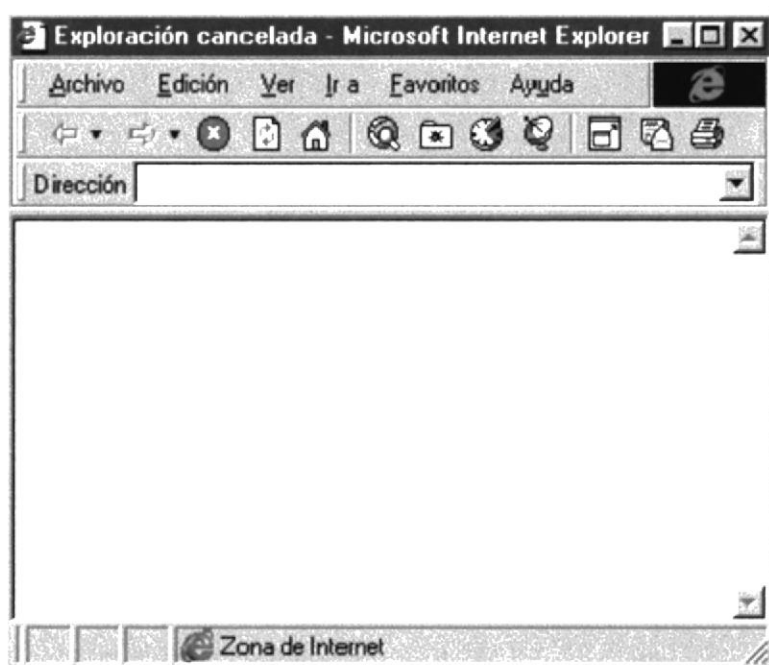 Exploración cancelada - Microsoft Internet Explorer
Archivo Edición Ver Ir a Favoritos Ayuda
Dirección
Zona de Internet